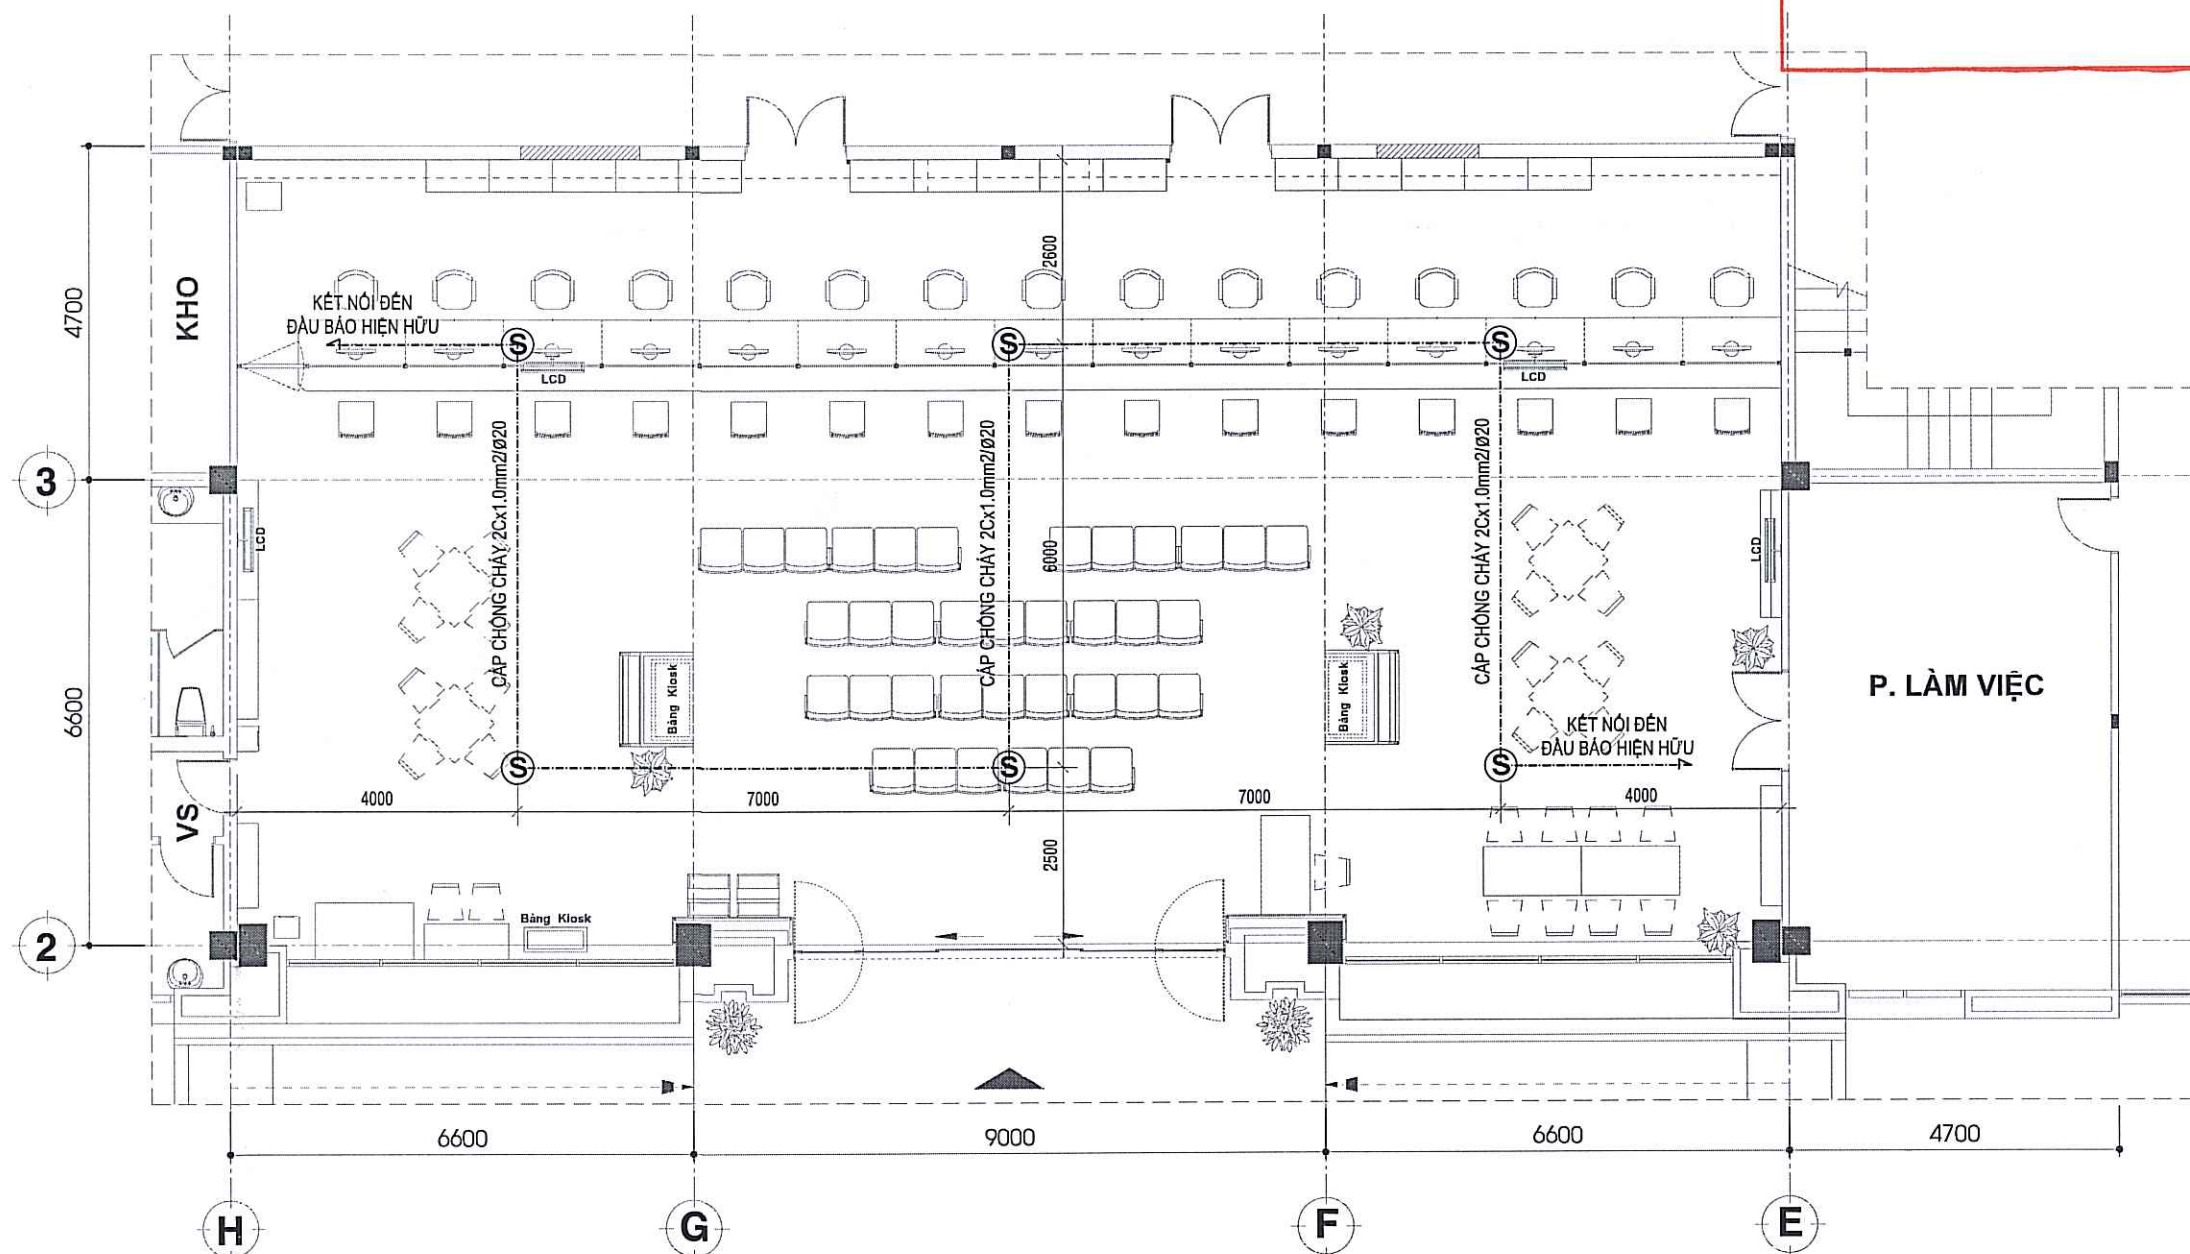 2600
4700
KHO
KẾT NỐI ĐẾN
ĐẦU BÁO HIỆN HỮU
S
S
S
LCD
LCD
3
CÁP CHỐNG CHÁY 2Cx1.0mm2/Ø20
CÁP CHỐNG CHÁY 2Cx1.0mm2/Ø20
CÁP CHỐNG CHÁY 2Cx1.0mm2/Ø20
LCD
6000
LCD
6600
Bảng Kiosk
Bảng Kiosk
P. LÀM VIỆC
KẾT NỐI ĐẾN
ĐẦU BÁO HIỆN HỮU
S
S
S
4000
7000
7000
4000
VS
2500
2
Bảng Kiosk
6600
9000
6600
4700
H
G
F
E